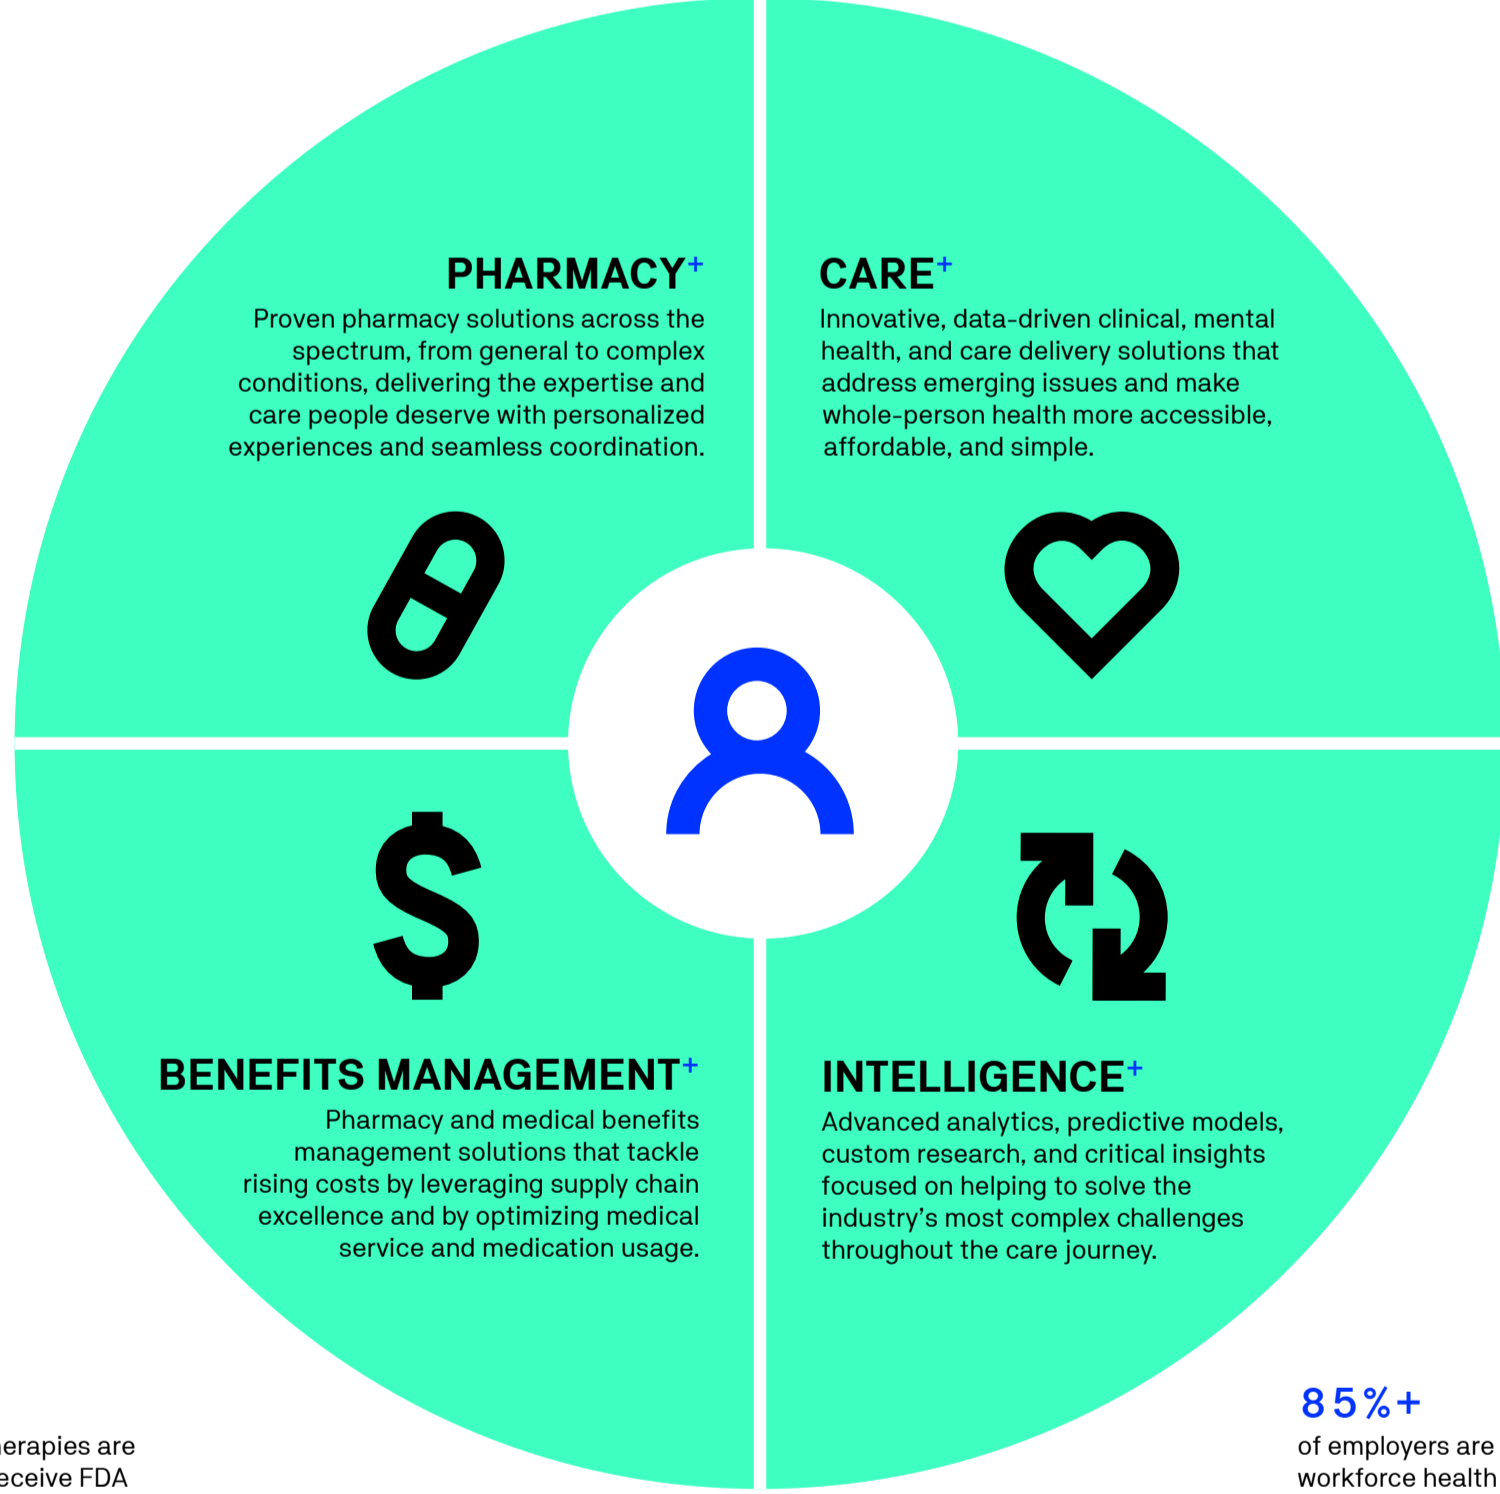 PHARMACY+
Proven pharmacy solutions across the
spectrum, from general to complex
conditions, delivering the expertise and
care people deserve with personalized
experiences and seamless coordination.
CARE+
Innovative, data-driven clinical, mental
health, and care delivery solutions that
address emerging issues and make
whole-person health more accessible,
affordable, and simple.
BENEFITS MANAGEMENT+
Pharmacy and medical benefits
management solutions that tackle
rising costs by leveraging supply chain
excellence and by optimizing medical
service and medication usage.
INTELLIGENCE+
Advanced analytics, predictive models,
custom research, and critical insights
focused on helping to solve the
industry’s most complex challenges
throughout the care journey.
are
FDA
85%+
of employers are
workforce health